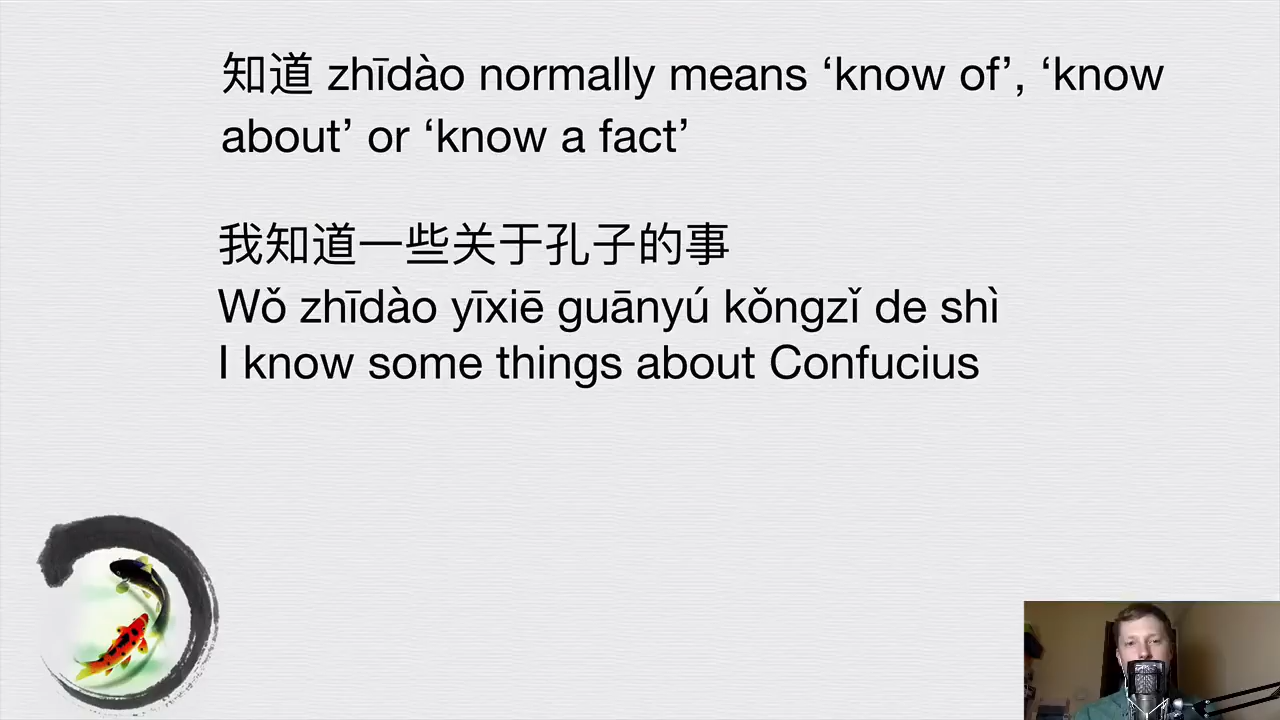 知道 zhīdào normally means ‘know of’, ‘know
about’ or ‘know a fact’
我知道一些关于孔子的事
Wǒ zhīdào yīxiē guānyú kǒngzǐ de shì
I know some things about Confucius